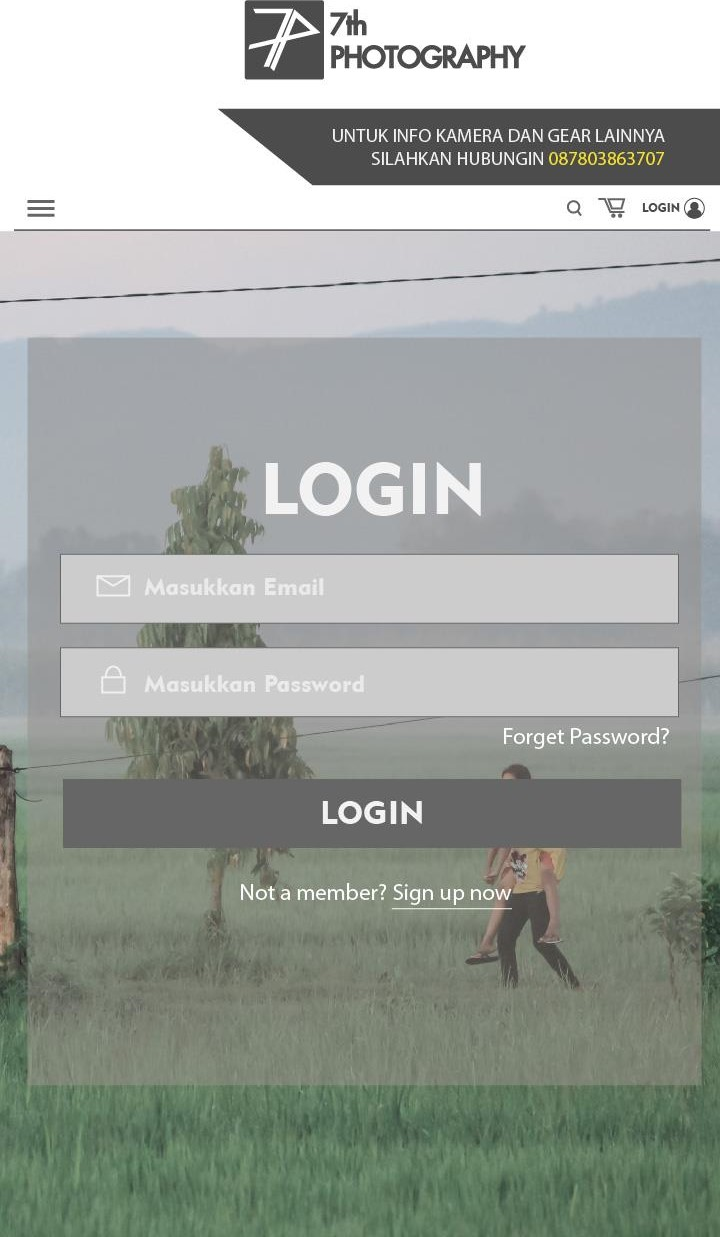 7th
PHOTOGRAPHY
UNTUK INFO KAMERA DAN GEAR LAINNYA
SILAHKAN HUBUNGIN 087803863707
LOGIN
LOGIN
Masukkan Email
Masukkan Password
Forget Password?
LOGIN
Not a member? Sign up now